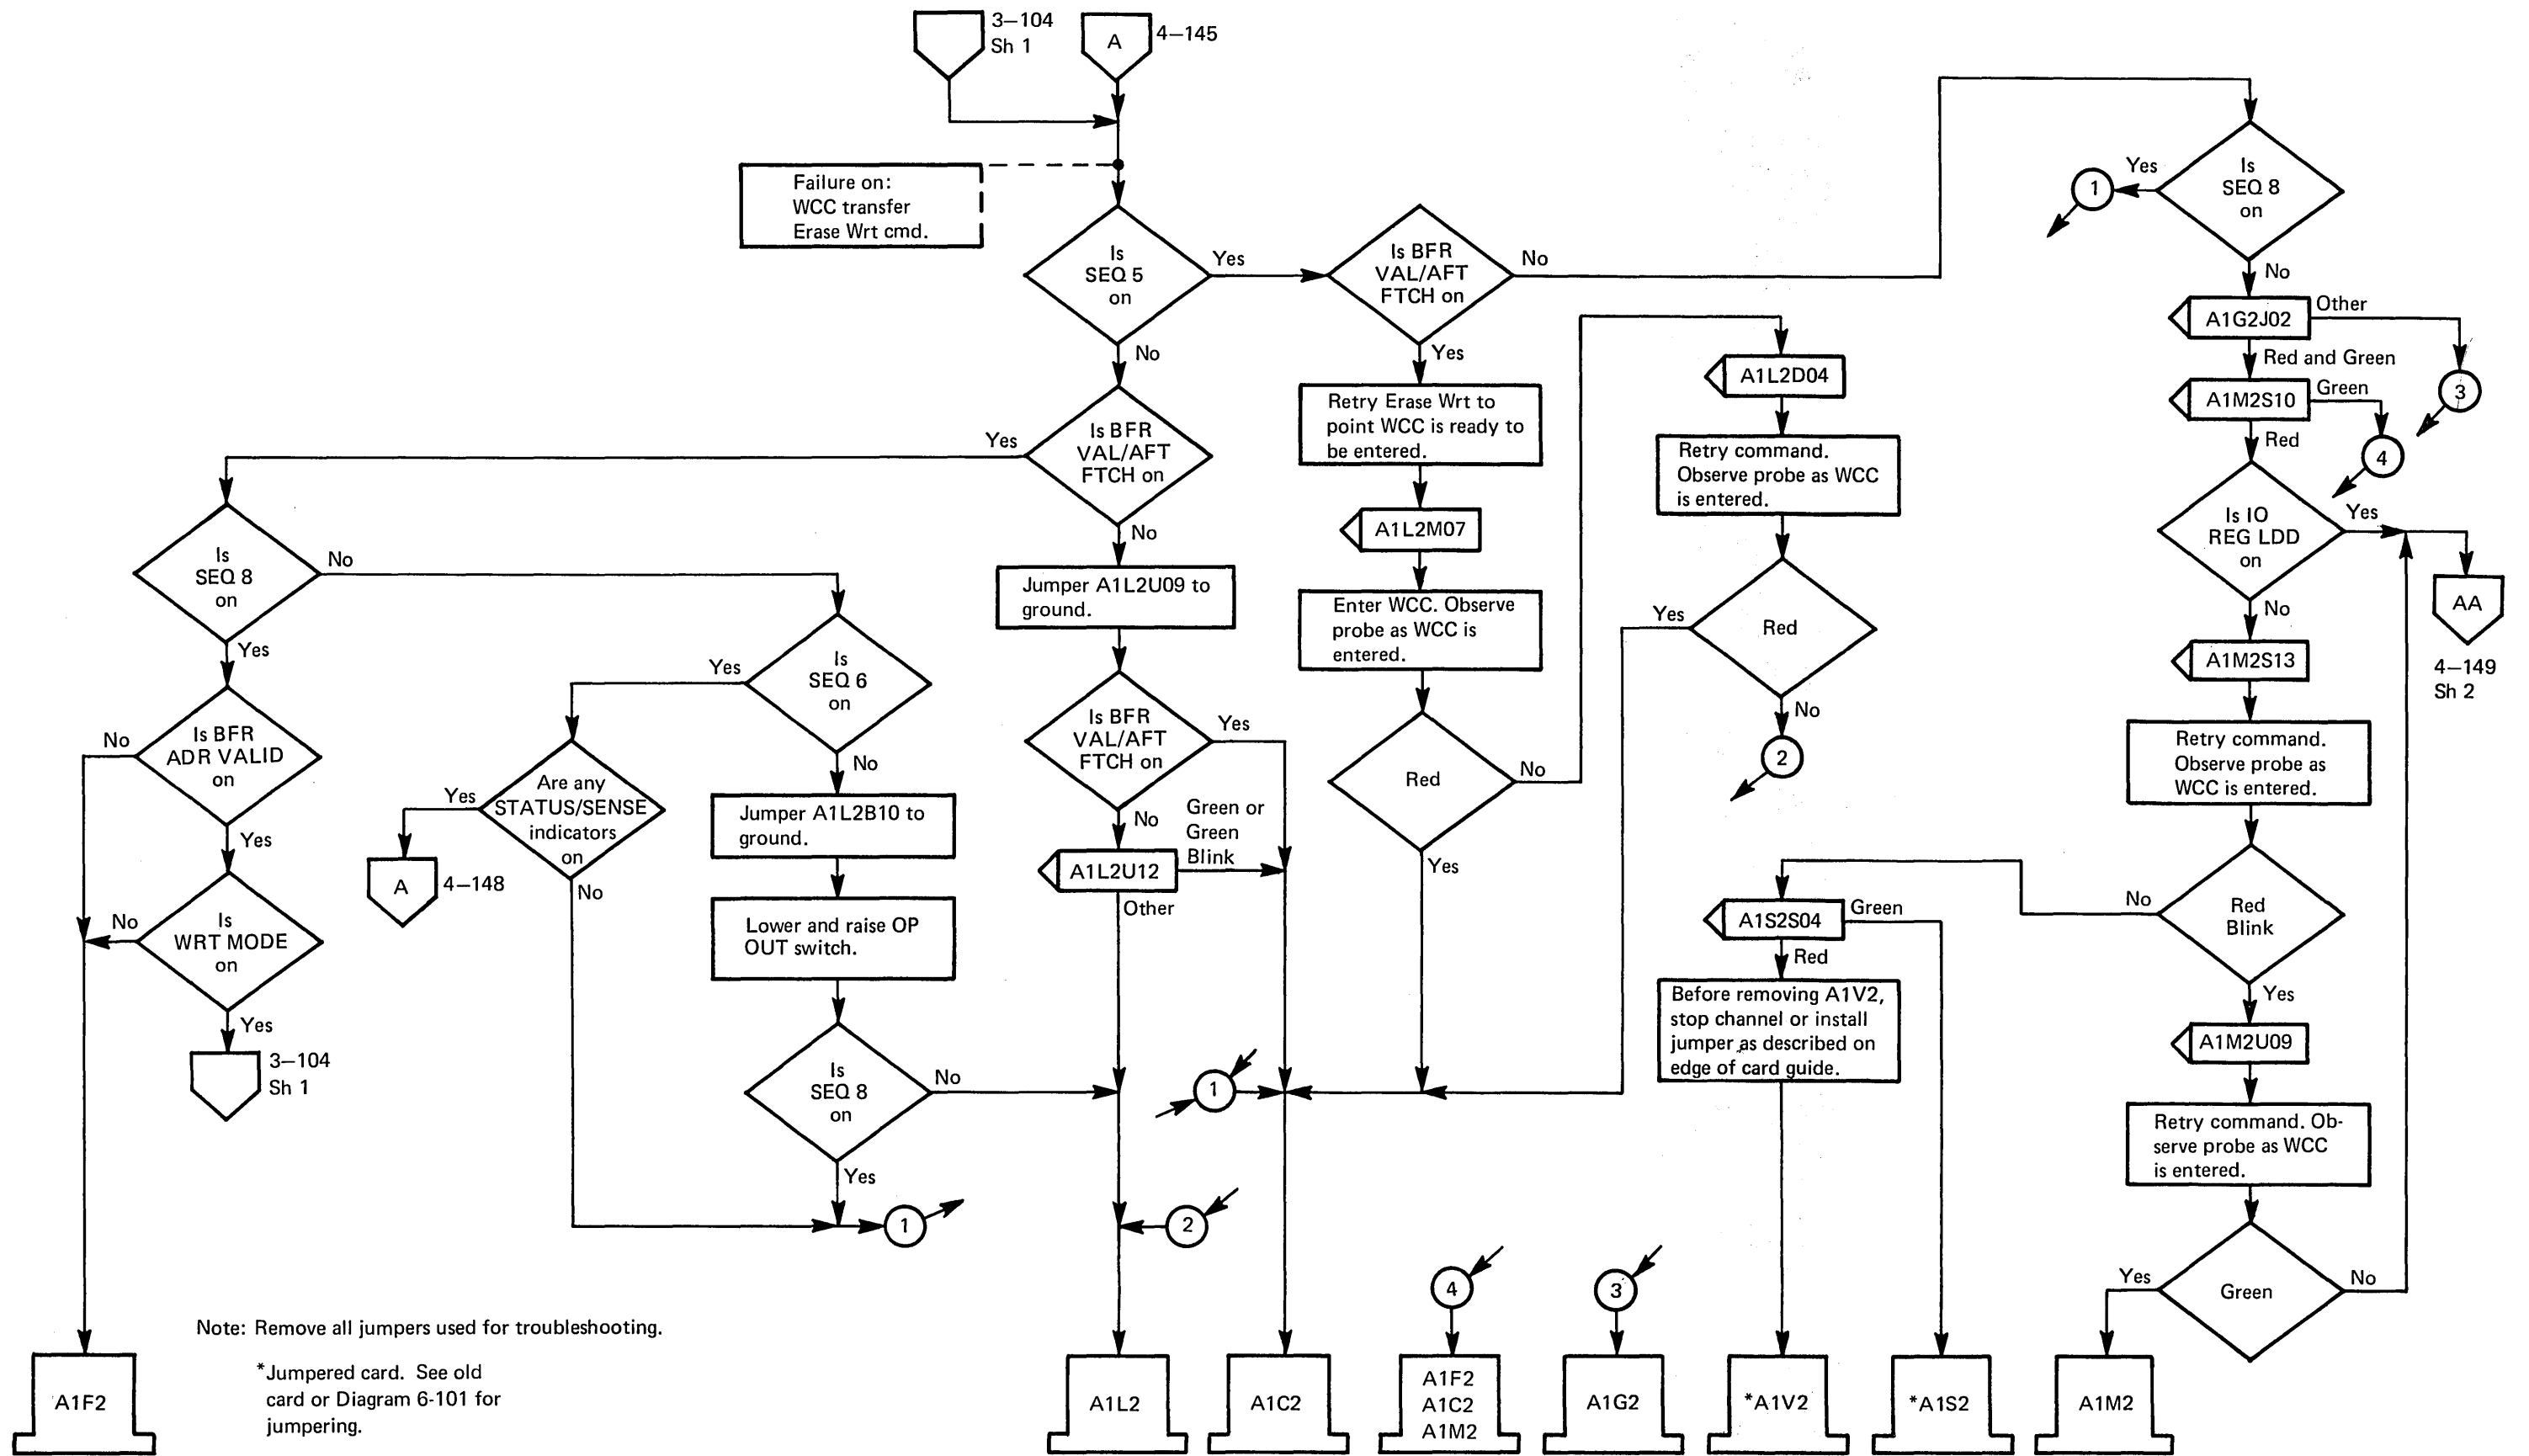 3–104
Sh 1
A
4–145
Failure on:
WCC transfer
Erase Wrt cmd.
Is
SEQ 5
on
Yes
No
Is BFR
VAL/AFT
FTCH on
No
Yes
Is
SEQ 8
on
Yes
1
No
A1G2J02
Other
3
Red and Green
A1M2S10
Green
4
Red
Is IO
REG LDD
on
Yes
AA
4–149
Sh 2
No
A1M2S13
Retry command.
Observe probe as
WCC is entered.
Red
Blink
No
Yes
A1M2U09
Retry command. Ob-
serve probe as WCC
is entered.
Green
Yes
No
A1S2S04
Green
Red
Before removing A1V2,
stop channel or install
jumper as described on
edge of card guide.
Retry Erase Wrt to
point WCC is ready to
be entered.
A1L2M07
Enter WCC. Observe
probe as WCC is
entered.
Red
No
Yes
A1L2D04
Retry command.
Observe probe as WCC
is entered.
Red
Yes
No
2
Is BFR
VAL/AFT
FTCH on
Yes
No
Jumper A1L2U09 to
ground.
Is BFR
VAL/AFT
FTCH on
Yes
No
A1L2U12
Green or
Green
Blink
Other
1
2
Is
SEQ 8
on
No
Yes
Is BFR
ADR VALID
on
No
Yes
Is
WRT MODE
on
No
Yes
3–104
Sh 1
Is
SEQ 6
on
Yes
No
Are any
STATUS/SENSE
indicators
on
Yes
No
A
4–148
Jumper A1L2B10 to
ground.
Lower and raise OP
OUT switch.
Is
SEQ 8
on
No
Yes
1
4
3
Note: Remove all jumpers used for troubleshooting.
*Jumpered card. See old
card or Diagram 6-101 for
jumpering.
A1F2
A1L2
A1C2
A1F2
A1C2
A1M2
A1G2
*A1V2
*A1S2
A1M2